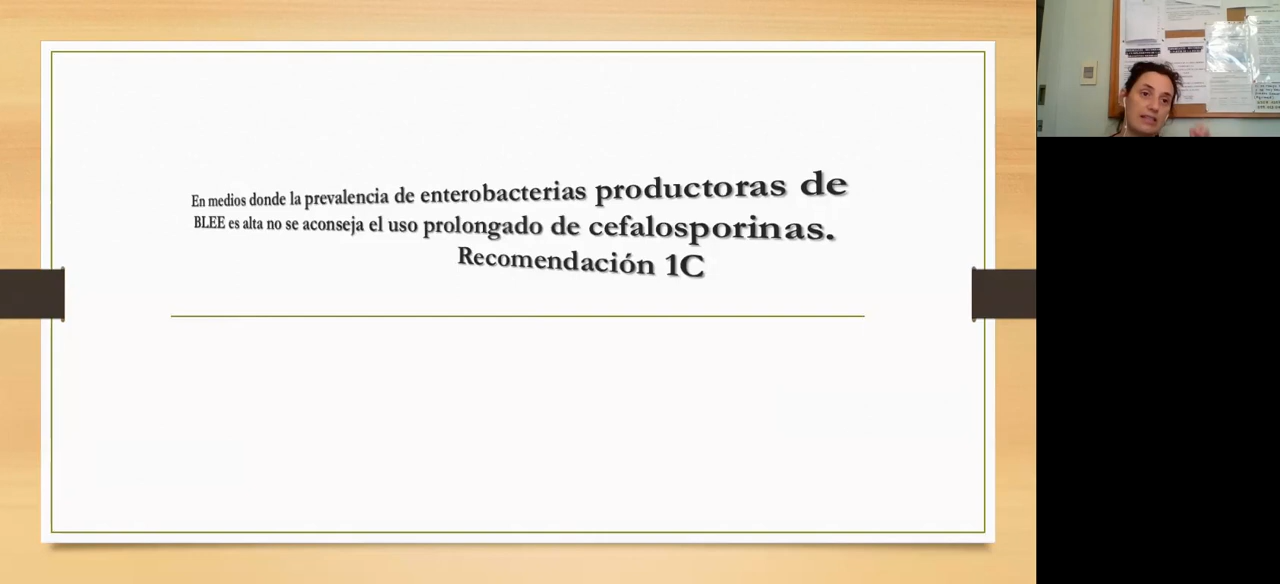 En medios donde la prevalencia de enterobacterias productoras de
BLEE es alta no se aconseja el uso prolongado de cefalosporinas.
Recomendación 1C